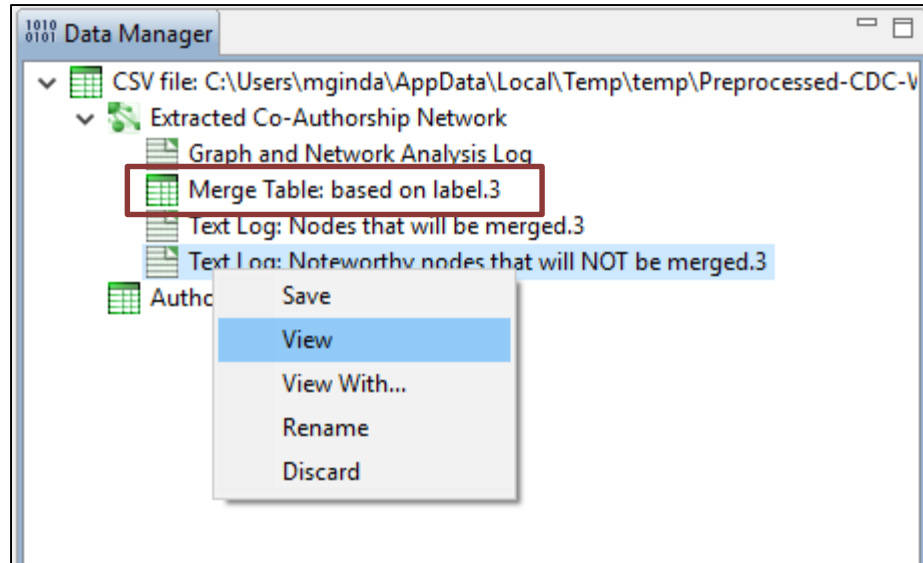 1010
0101 Data Manager
CSV file: C:\Users\mginda\AppData\Local\Temp\temp\Preprocessed-CDC-
Extracted Co-Authorship Network
Graph and Network Analysis Log
Merge Table: based on label.3
Text Log: Nodes that will be merged.3
Text Log: Noteworthy nodes that will NOT be merged.3
Autho
Save
View
View With...
Rename
Discard